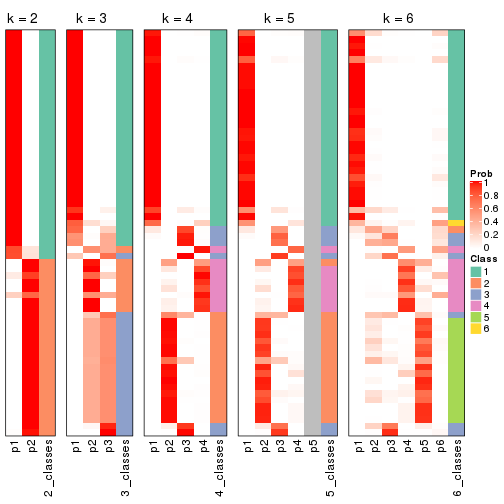 k = 2
k = 3
k = 4
k = 5
k = 6
Prob
1
0.8
0.6
0.4
0.2
0
Class
1
2
3
4
5
6
p1
p2
2_classes
p1
p2
p3
3_classes
p1
p2
p3
p4
4_classes
p1
p2
p3
p4
p5
5_classes
p1
p2
p3
p4
p5
p6
6_classes